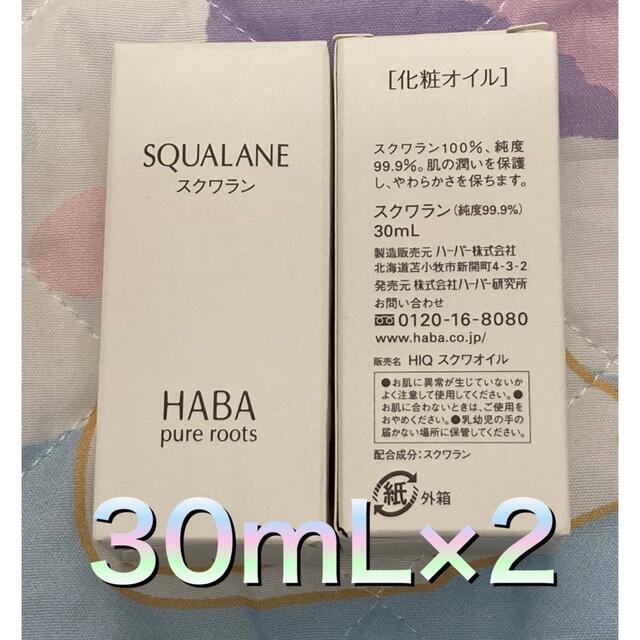 SQUALANE
スクワラン
HABA
pure roots
[化粧オイル]
スクワラン100%、純度
99.9%。肌の潤いを保護
し、やわらかさを保ちます。
スクワラン(純度99.9%)
30mL
製造販売元 ハーバー株式会社
北海道苫小牧市新開町4-3-2
発売元 株式会社ハーバー研究所
お問い合わせ
0120-16-8080
www.haba.co.jp/
販売名 HIQ スクワオイル
●お肌に異常が生じていないか
よく注意して使用してください。●
お肌に合わないときは、ご使用を
おやめください。●乳幼児の手の
届かない場所に保管してください。
配合成分:スクワラン
紙 外箱
30mL×2